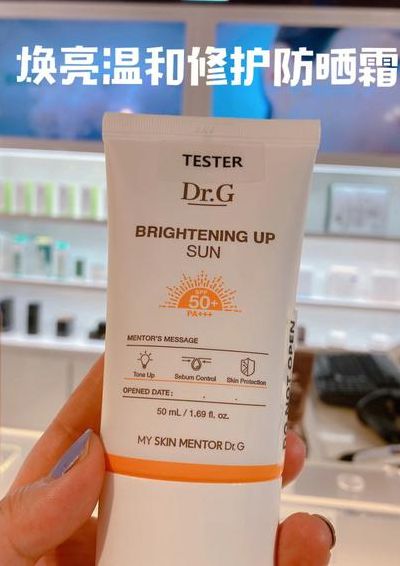 焕亮温和修护防晒霜
TESTER
Dr.G
BRIGHTENING UP
SUN
SPF
50+
PA+++
MENTOR'S MESSAGE
Tone Up Sebum Control Skin Protection
OPENED DATE : . .
50 mL / 1.69 fl. oz.
MY SKIN MENTOR Dr.G
DO NOT OPEN